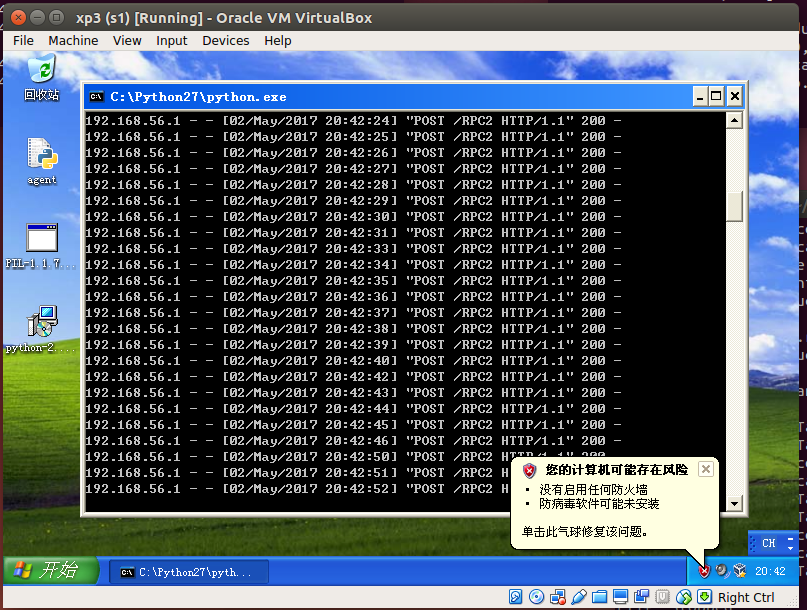 xp3 (s1) [Running] - Oracle VM VirtualBox
File Machine View Input Devices Help
回收站
agent
PIL-1.1.7...
python-2....
C:\Python27\python.exe
192.168.56.1 - - [02/May/2017 20:42:24] "POST /RPC2 HTTP/1.1" 200 -
192.168.56.1 - - [02/May/2017 20:42:25] "POST /RPC2 HTTP/1.1" 200 -
192.168.56.1 - - [02/May/2017 20:42:26] "POST /RPC2 HTTP/1.1" 200 -
192.168.56.1 - - [02/May/2017 20:42:27] "POST /RPC2 HTTP/1.1" 200 -
192.168.56.1 - - [02/May/2017 20:42:28] "POST /RPC2 HTTP/1.1" 200 -
192.168.56.1 - - [02/May/2017 20:42:29] "POST /RPC2 HTTP/1.1" 200 -
192.168.56.1 - - [02/May/2017 20:42:30] "POST /RPC2 HTTP/1.1" 200 -
192.168.56.1 - - [02/May/2017 20:42:31] "POST /RPC2 HTTP/1.1" 200 -
192.168.56.1 - - [02/May/2017 20:42:33] "POST /RPC2 HTTP/1.1" 200 -
192.168.56.1 - - [02/May/2017 20:42:34] "POST /RPC2 HTTP/1.1" 200 -
192.168.56.1 - - [02/May/2017 20:42:35] "POST /RPC2 HTTP/1.1" 200 -
192.168.56.1 - - [02/May/2017 20:42:36] "POST /RPC2 HTTP/1.1" 200 -
192.168.56.1 - - [02/May/2017 20:42:37] "POST /RPC2 HTTP/1.1" 200 -
192.168.56.1 - - [02/May/2017 20:42:38] "POST /RPC2 HTTP/1.1" 200 -
192.168.56.1 - - [02/May/2017 20:42:39] "POST /RPC2 HTTP/1.1" 200 -
192.168.56.1 - - [02/May/2017 20:42:40] "POST /RPC2 HTTP/1.1" 200 -
192.168.56.1 - - [02/May/2017 20:42:42] "POST /RPC2 HTTP/1.1" 200 -
192.168.56.1 - - [02/May/2017 20:42:43] "POST /RPC2 HTTP/1.1" 200 -
192.168.56.1 - - [02/May/2017 20:42:44] "POST /RPC2 HTTP/1.1" 200 -
192.168.56.1 - - [02/May/2017 20:42:45] "POST /RPC2 HTTP/1.1" 200 -
192.168.56.1 - - [02/May/2017 20:42:46] "POST /RPC2 HTTP/1.1" 200 -
192.168.56.1 - - [02/May/2017 20:42:50] "POST /RPC2 H
192.168.56.1 - - [02/May/2017 20:42:51] "POST /RPC2 H
192.168.56.1 - - [02/May/2017 20:42:52] "POST /RPC2 H
您的计算机可能存在风险
• 没有启用任何防火墙
• 防病毒软件可能未安装
单击此气球修复该问题。
CH
开始
C:\Python27\pyth...
20:42
Right Ctrl